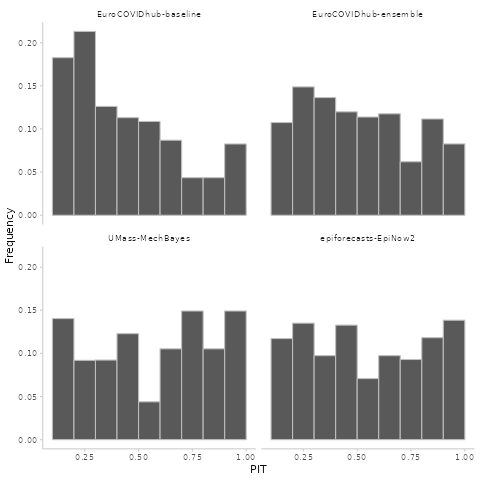 EuroCOVIDhub-baseline EuroCOVIDhub-ensemble
0.20
0.15
0.10
0.05
0.00
Frequency
UMass-MechBayes epiforecasts-EpiNow2
0.20
0.15
0.10
0.05
0.00
0.25 0.50 0.75 1.00 0.25 0.50 0.75 1.00
PIT